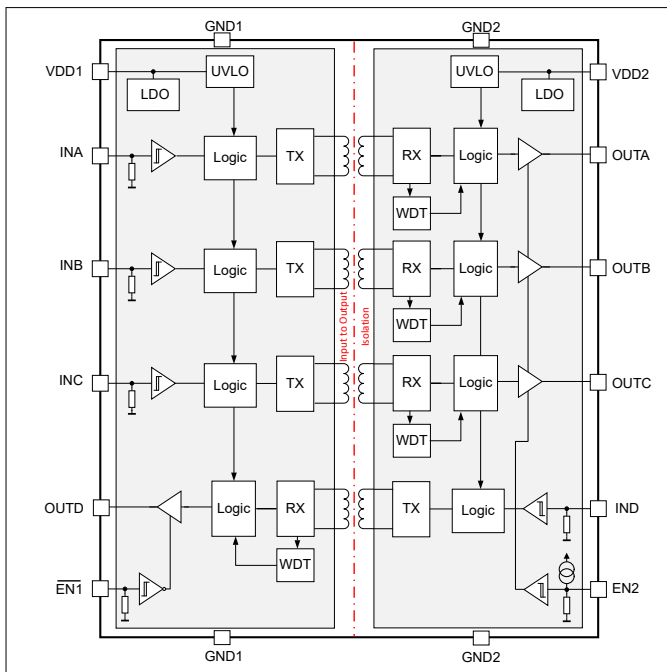 GND1 GND2
VDD1 UVLO UVLO VDD2
LDO LDO
INA Logic TX RX Logic OUTA
WDT
INB Logic TX RX Logic OUTB
WDT
Input to Output
Isolation
INC Logic TX RX Logic OUTC
WDT
OUTD Logic RX TX Logic IND
WDT
EN1 EN2
GND1 GND2